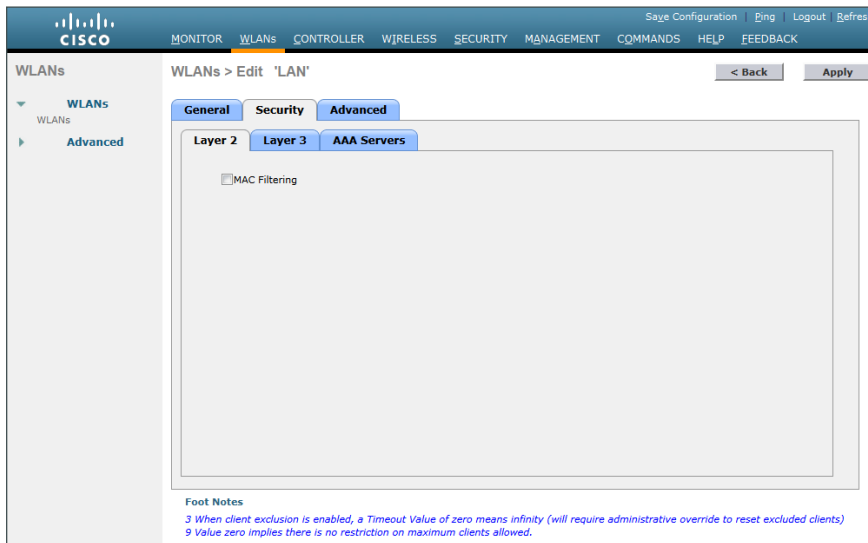 Save Configuration | Ping | Logout | Refres
CISCO
MONITOR WLANs CONTROLLER WIRELESS SECURITY MANAGEMENT COMMANDS HELP FEEDBACK
WLANs
WLANs
WLANs
Advanced
WLANs > Edit 'LAN'
< Back
Apply
General Security Advanced
Layer 2 Layer 3 AAA Servers
MAC Filtering
Foot Notes
3 When client exclusion is enabled, a Timeout Value of zero means infinity (will require administrative override to reset excluded clients)
9 Value zero implies there is no restriction on maximum clients allowed.